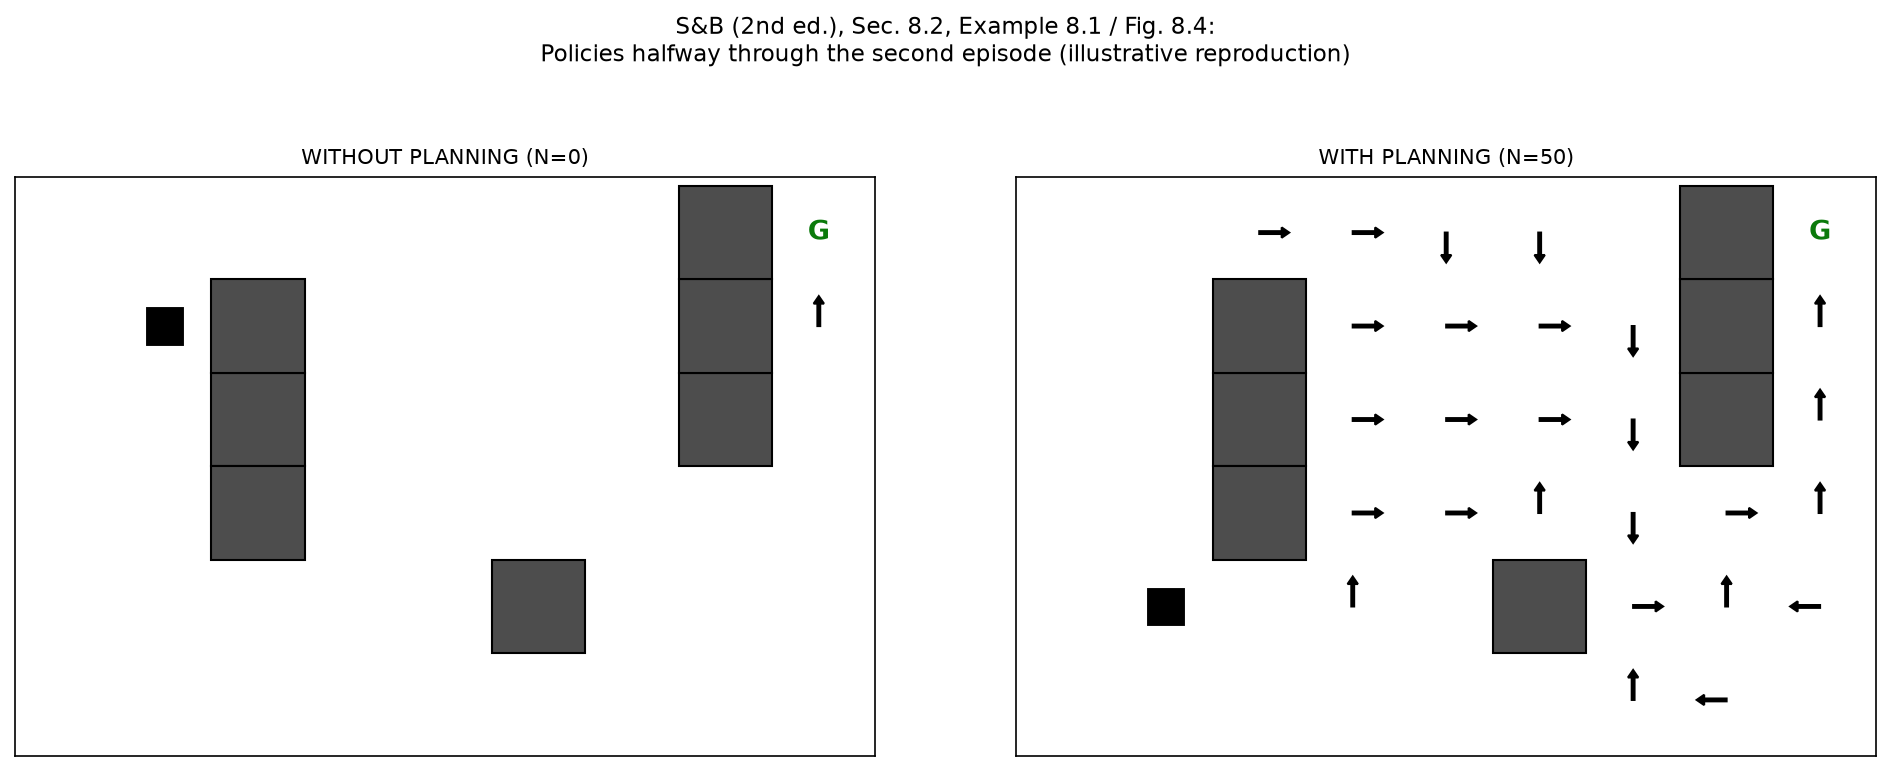 S&B (2nd ed.), Sec. 8.2, Example 8.1 / Fig. 8.4:
Policies halfway through the second episode (illustrative reproduction)
WITHOUT PLANNING (N=0)
WITH PLANNING (N=50)
G
G